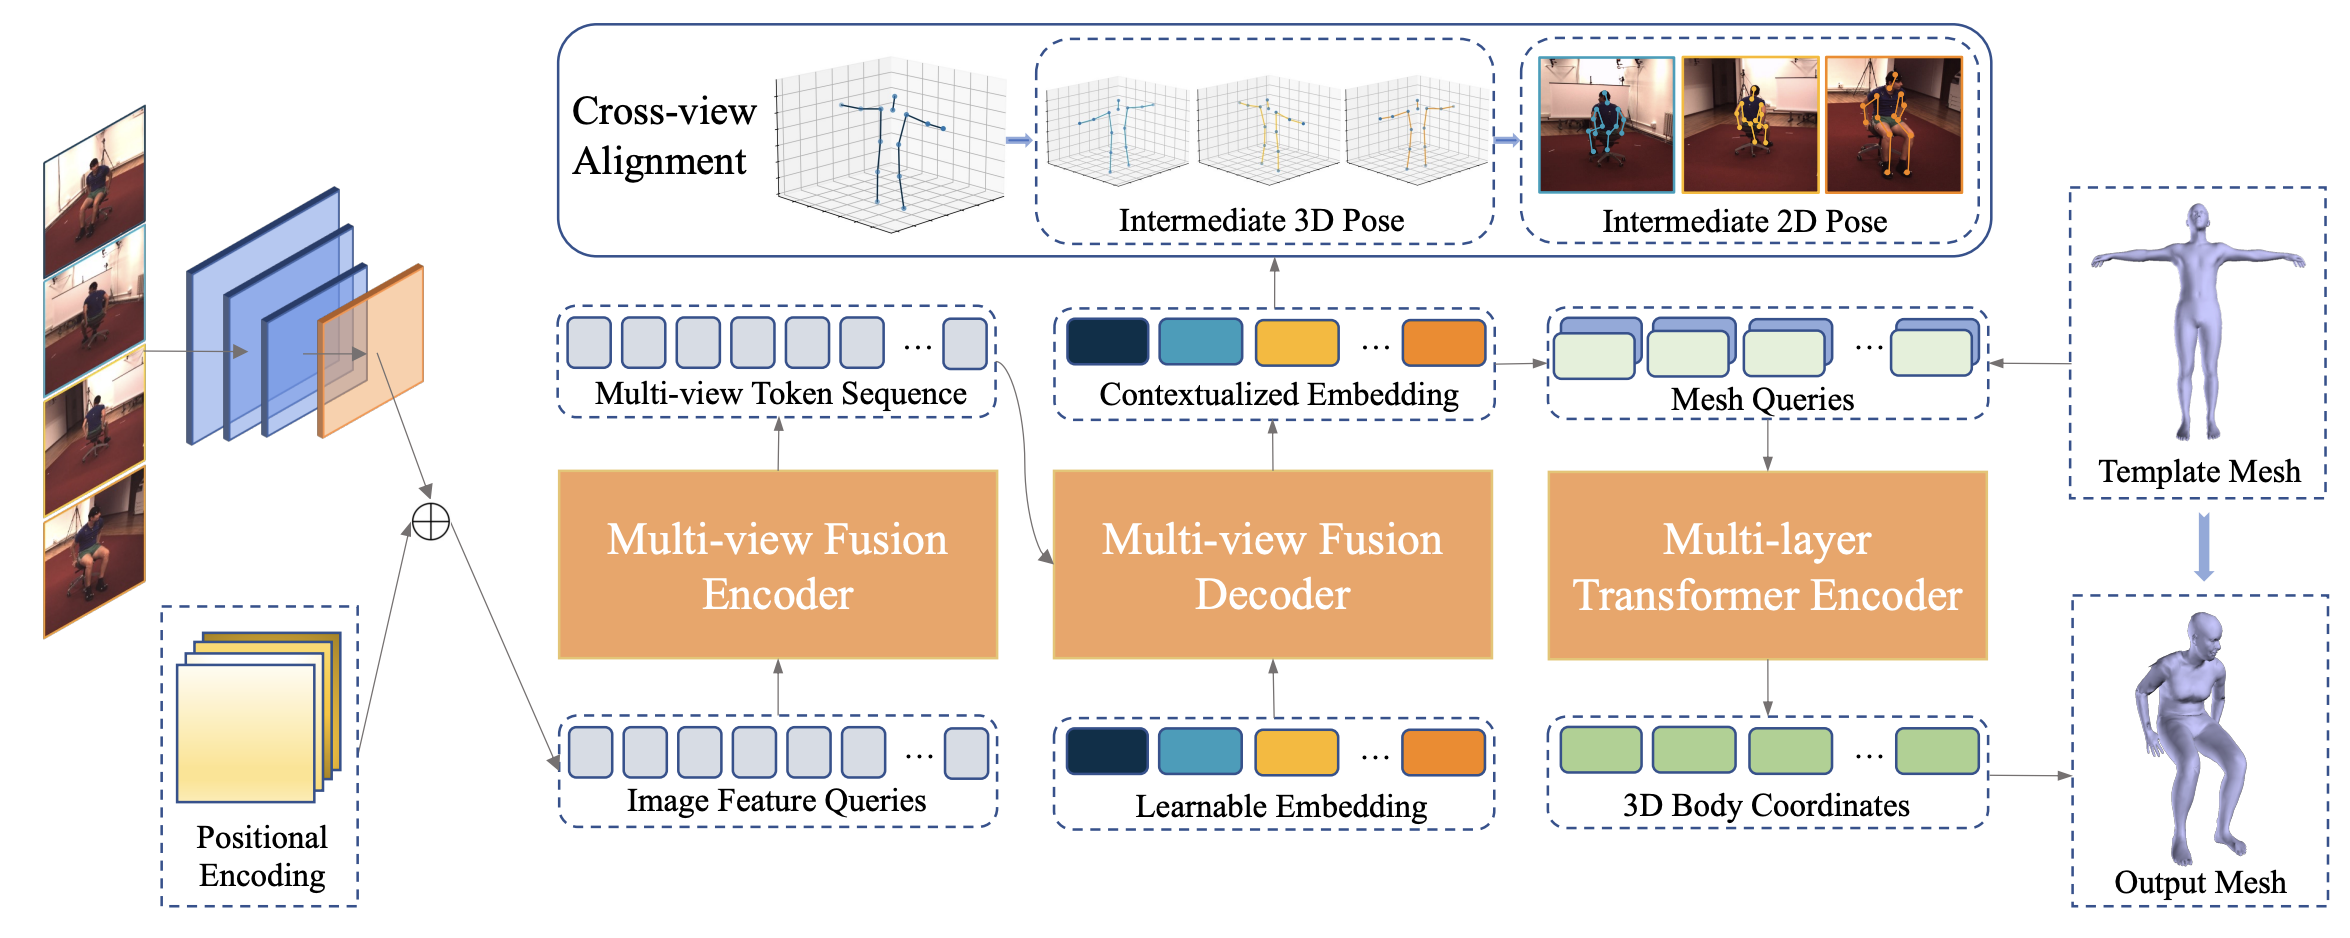 Cross-view
Alignment
Intermediate 3D Pose
Intermediate 2D Pose
Multi-view Token Sequence
...
Contextualized Embedding
...
Mesh Queries
...
Template Mesh
Multi-view Fusion
Encoder
Multi-view Fusion
Decoder
Multi-layer
Transformer Encoder
Positional
Encoding
Image Feature Queries
...
Learnable Embedding
...
3D Body Coordinates
...
Output Mesh